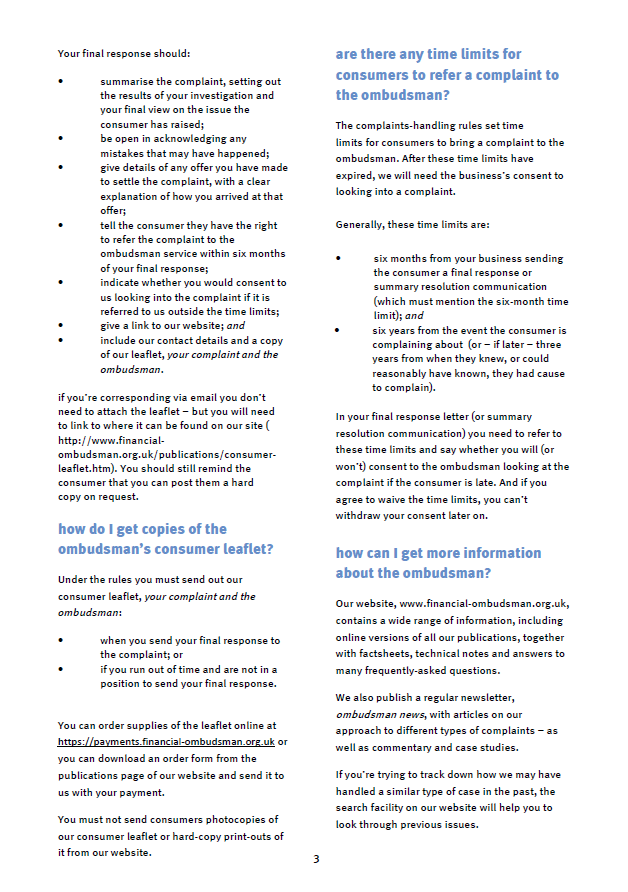 Your final response should:
• summarise the complaint, setting out
the results of your investigation and
your final view on the issue the
consumer has raised;
• be open in acknowledging any
mistakes that may have happened;
• give details of any offer you have made
to settle the complaint, with a clear
explanation of how you arrived at that
offer;
• tell the consumer they have the right
to refer the complaint to the
ombudsman service within six months
of your final response;
• indicate whether you would consent to
us looking into the complaint if it is
referred to us outside the time limits;
• give a link to our website; and
• include our contact details and a copy
of our leaflet, your complaint and the
ombudsman.
if you're corresponding via email you don't
need to attach the leaflet – but you will need
to link to where it can be found on our site (
http://www.financial-
ombudsman.org.uk/publications/consumer-
leaflet.htm). You should still remind the
consumer that you can post them a hard
copy on request.
how do I get copies of the
ombudsman's consumer leaflet?
Under the rules you must send out our
consumer leaflet, your complaint and the
ombudsman:
• when you send your final response to
the complaint; or
• if you run out of time and are not in a
position to send your final response.
You can order supplies of the leaflet online at
https://payments.financial-ombudsman.org.uk or
you can download an order form from the
publications page of our website and send it to
us with your payment.
You must not send consumers photocopies of
our consumer leaflet or hard-copy print-outs of
it from our website.
are there any time limits for
consumers to refer a complaint to
the ombudsman?
The complaints-handling rules set time
limits for consumers to bring a complaint to the
ombudsman. After these time limits have
expired, we will need the business's consent to
looking into a complaint.
Generally, these time limits are:
• six months from your business sending
the consumer a final response or
summary resolution communication
(which must mention the six-month time
limit); and
• six years from the event the consumer is
complaining about (or – if later – three
years from when they knew, or could
reasonably have known, they had cause
to complain).
In your final response letter (or summary
resolution communication) you need to refer to
these time limits and say whether you will (or
won't) consent to the ombudsman looking at the
complaint if the consumer is late. And if you
agree to waive the time limits, you can't
withdraw your consent later on.
how can I get more information
about the ombudsman?
Our website, www.financial-ombudsman.org.uk,
contains a wide range of information, including
online versions of all our publications, together
with factsheets, technical notes and answers to
many frequently-asked questions.
We also publish a regular newsletter,
ombudsman news, with articles on our
approach to different types of complaints – as
well as commentary and case studies.
If you're trying to track down how we may have
handled a similar type of case in the past, the
search facility on our website will help you to
look through previous issues.
3